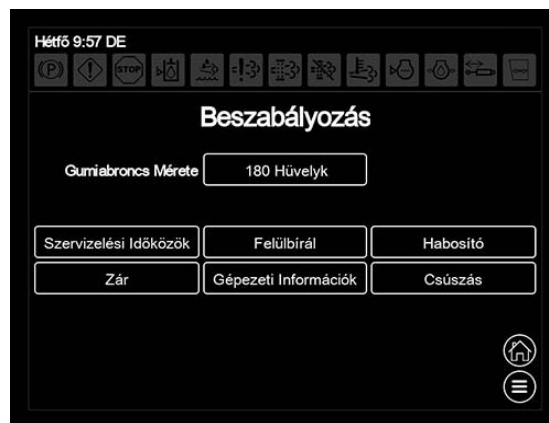 Hétfő 9:57 DE
P STOP
Beszabályozás
Gumiabroncs Mérete 180 Hüvelyk
Szervizelési Időközök Felülbírál Habosító
Zár Gépezeti Információk Csúszás